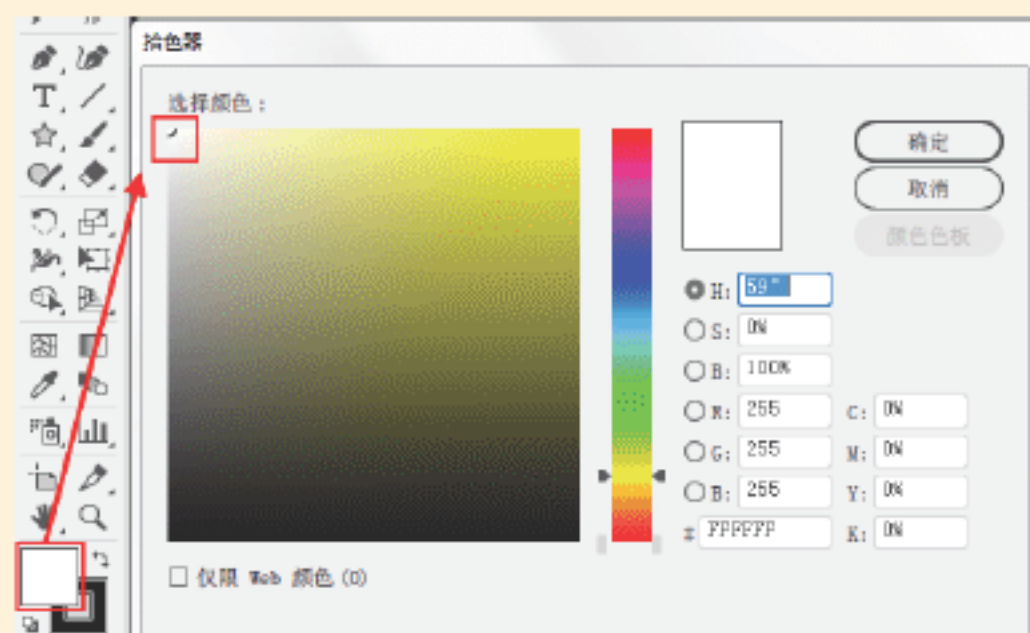 拾色器
选择颜色：
确定
取消
颜色色板
H: 59°
S: 0%
B: 100%
R: 255 C: 0%
G: 255 M: 0%
B: 255 Y: 0%
# FFFFFF K: 0%
仅限 Web 颜色 (O)
T